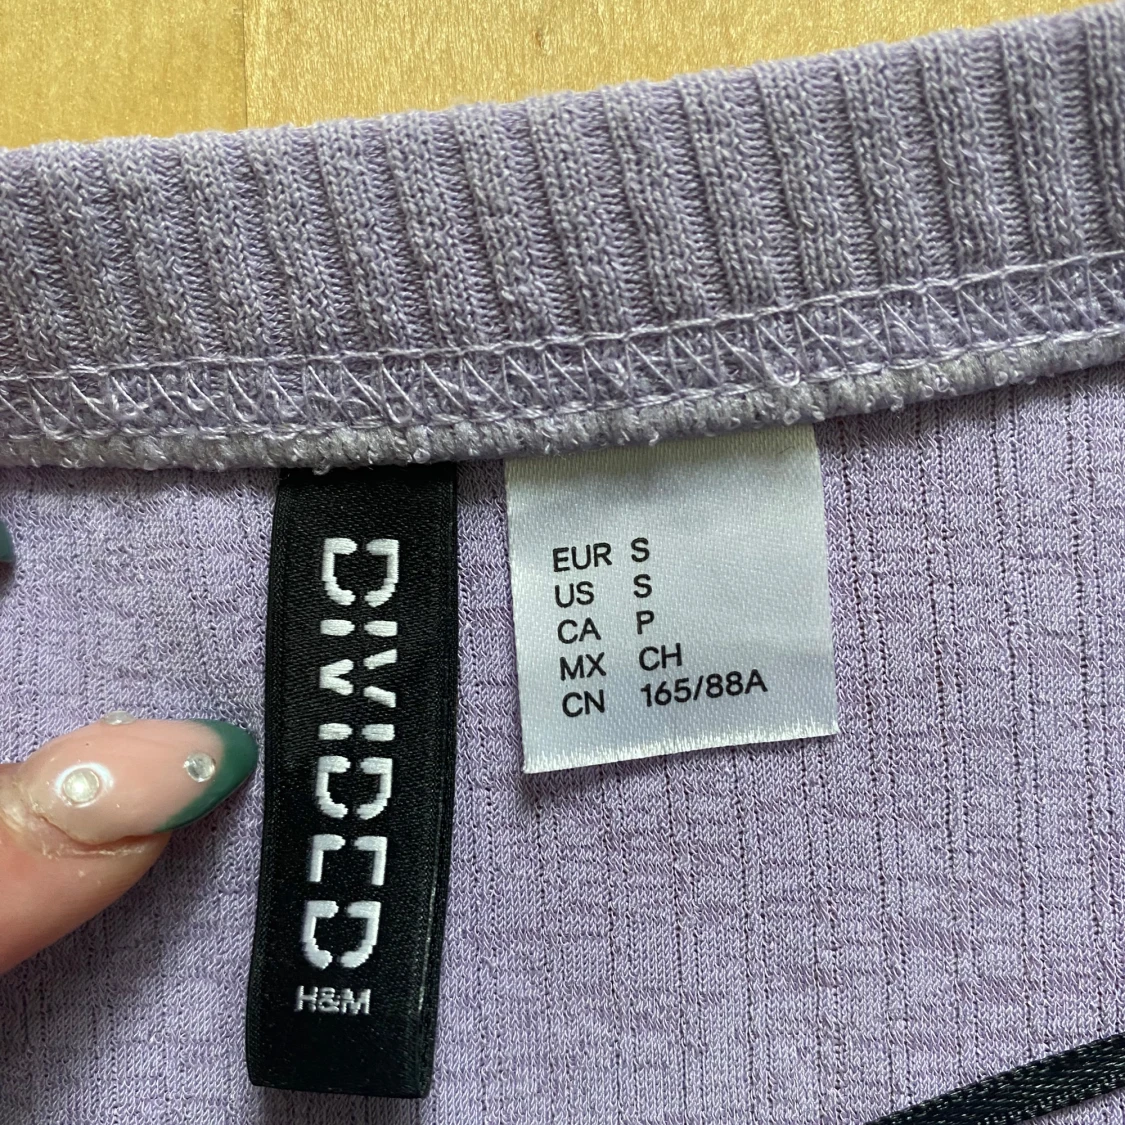 DIVIDED
H&M
EUR S
US S
CA P
MX CH
CN 165/88A